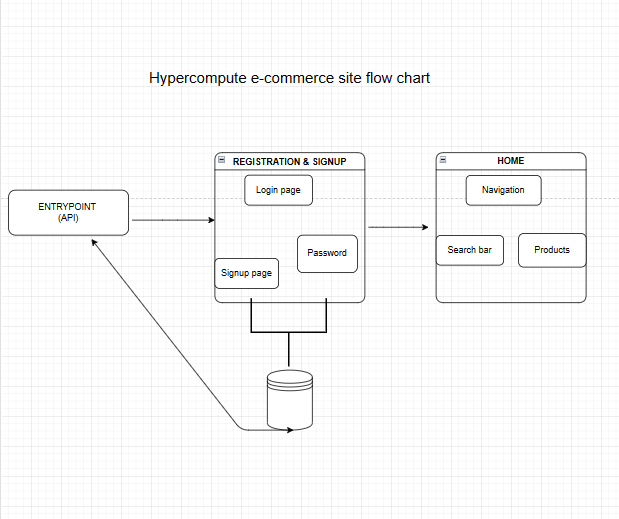 Hypercompute e-commerce site flow chart
REGISTRATION & SIGNUP
HOME
Login page
Navigation
ENTRYPOINT
(API)
Password
Search bar
Products
Signup page